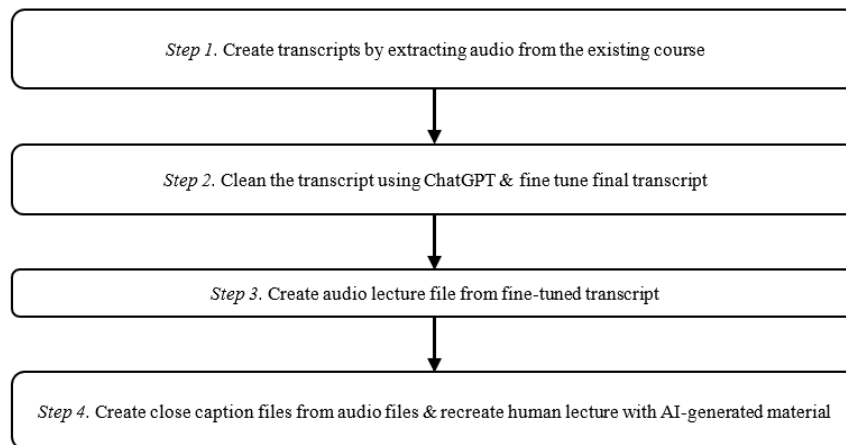 Step 1. Create transcripts by extracting audio from the existing course
Step 2. Clean the transcript using ChatGPT & fine tune final transcript
Step 3. Create audio lecture file from fine-tuned transcript
Step 4. Create close caption files from audio files & recreate human lecture with AI-generated material